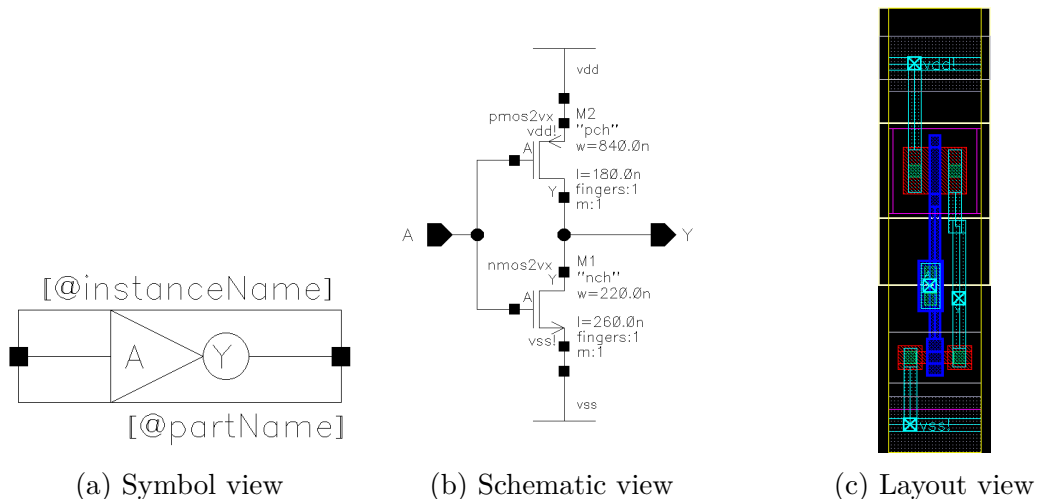 [@instanceName]
A
Y
[@partName]
(a) Symbol view
vdd
pmos2vx
M2
vdd!
"pch"
A
w=840.0n
l=180.0n
Y
fingers:1
m:1
A
Y
nmos2vx
M1
Y
"nch"
A
w=220.0n
l=260.0n
vss!
fingers:1
m:1
vss
(b) Schematic view
vdd!
vss!
(c) Layout view